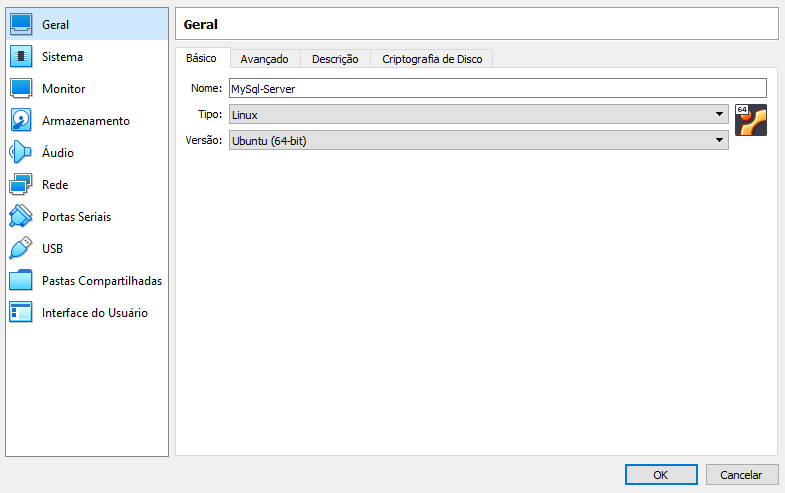 Geral
Sistema
Monitor
Armazenamento
Áudio
Rede
Portas Seriais
USB
Pastas Compartilhadas
Interface do Usuário
Geral
Básico Avançado Descrição Criptografia de Disco
Nome: MySql-Server
Tipo: Linux
64
Versão: Ubuntu (64-bit)
OK Cancelar